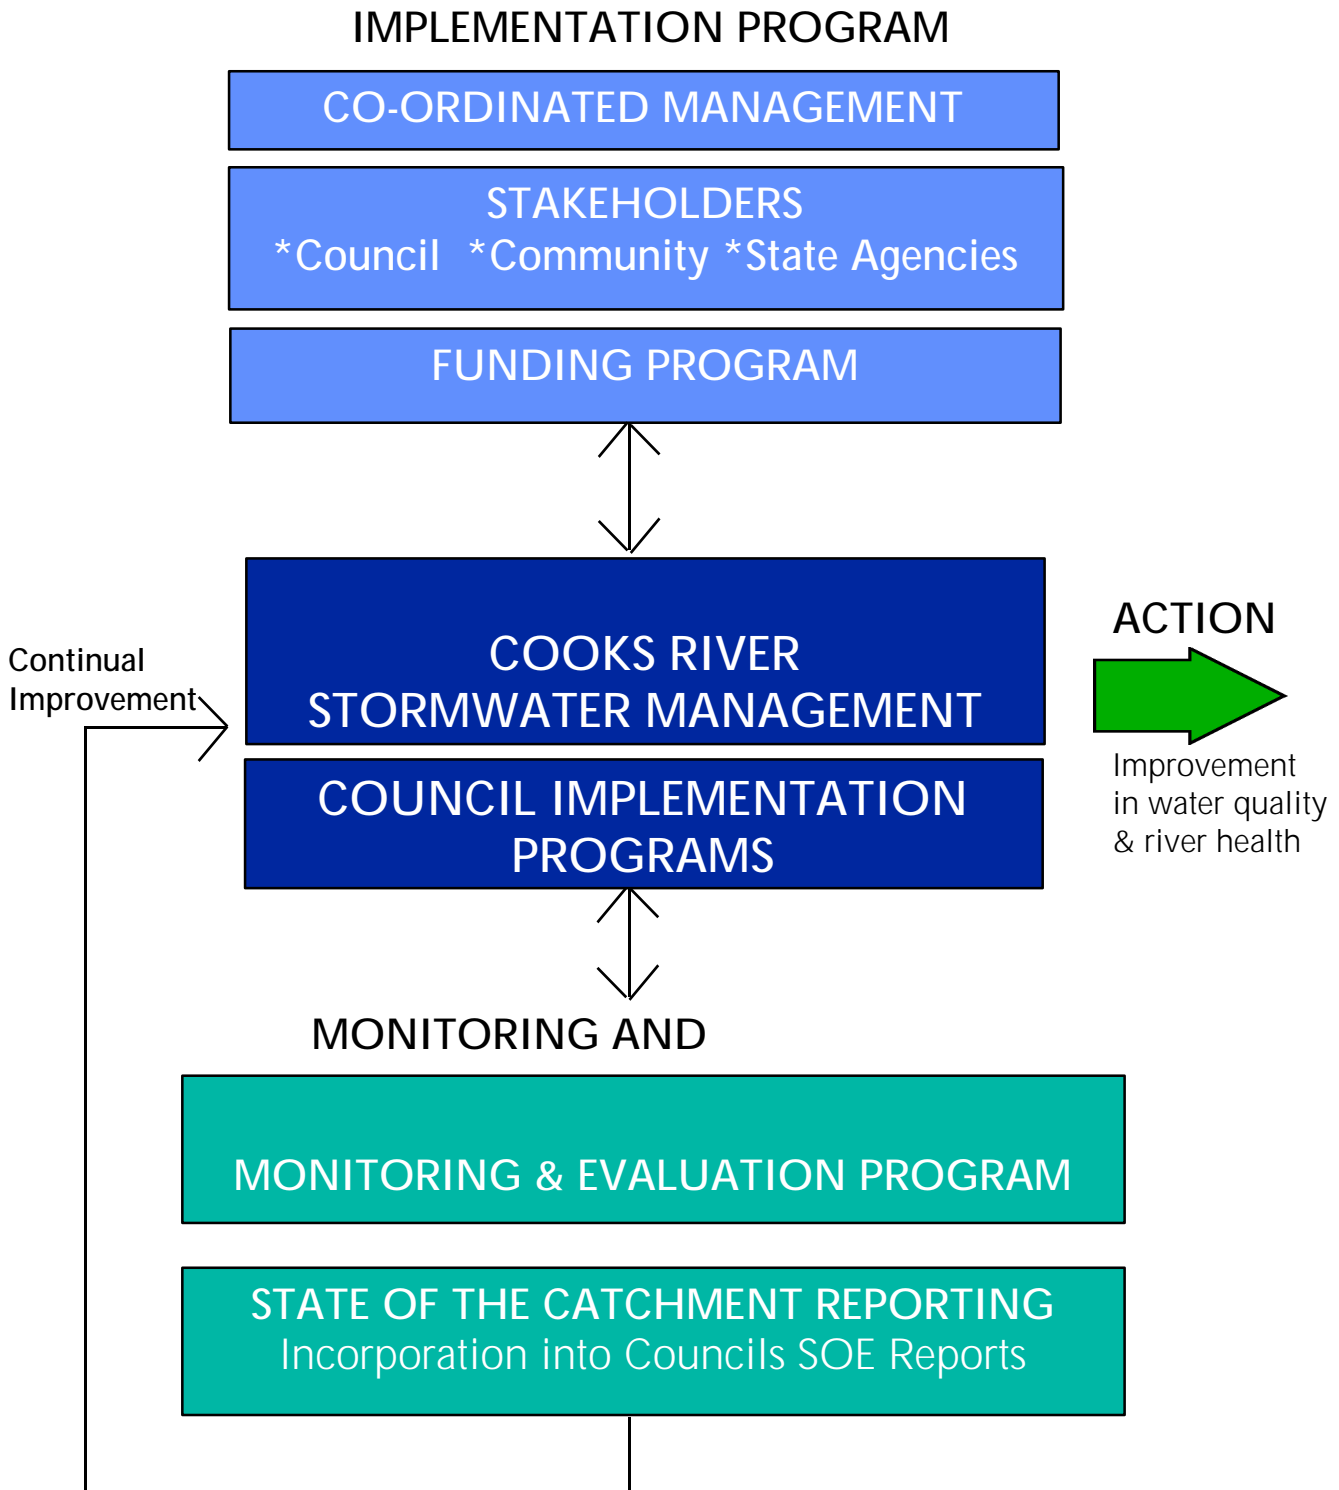 IMPLEMENTATION PROGRAM
CO-ORDINATED MANAGEMENT
STAKEHOLDERS
*Council *Community *State Agencies
FUNDING PROGRAM
Continual
Improvement
COOKS RIVER
STORMWATER MANAGEMENT
COUNCIL IMPLEMENTATION
PROGRAMS
ACTION
Improvement
in water quality
& river health
MONITORING AND
MONITORING & EVALUATION PROGRAM
STATE OF THE CATCHMENT REPORTING
Incorporation into Councils SOE Reports